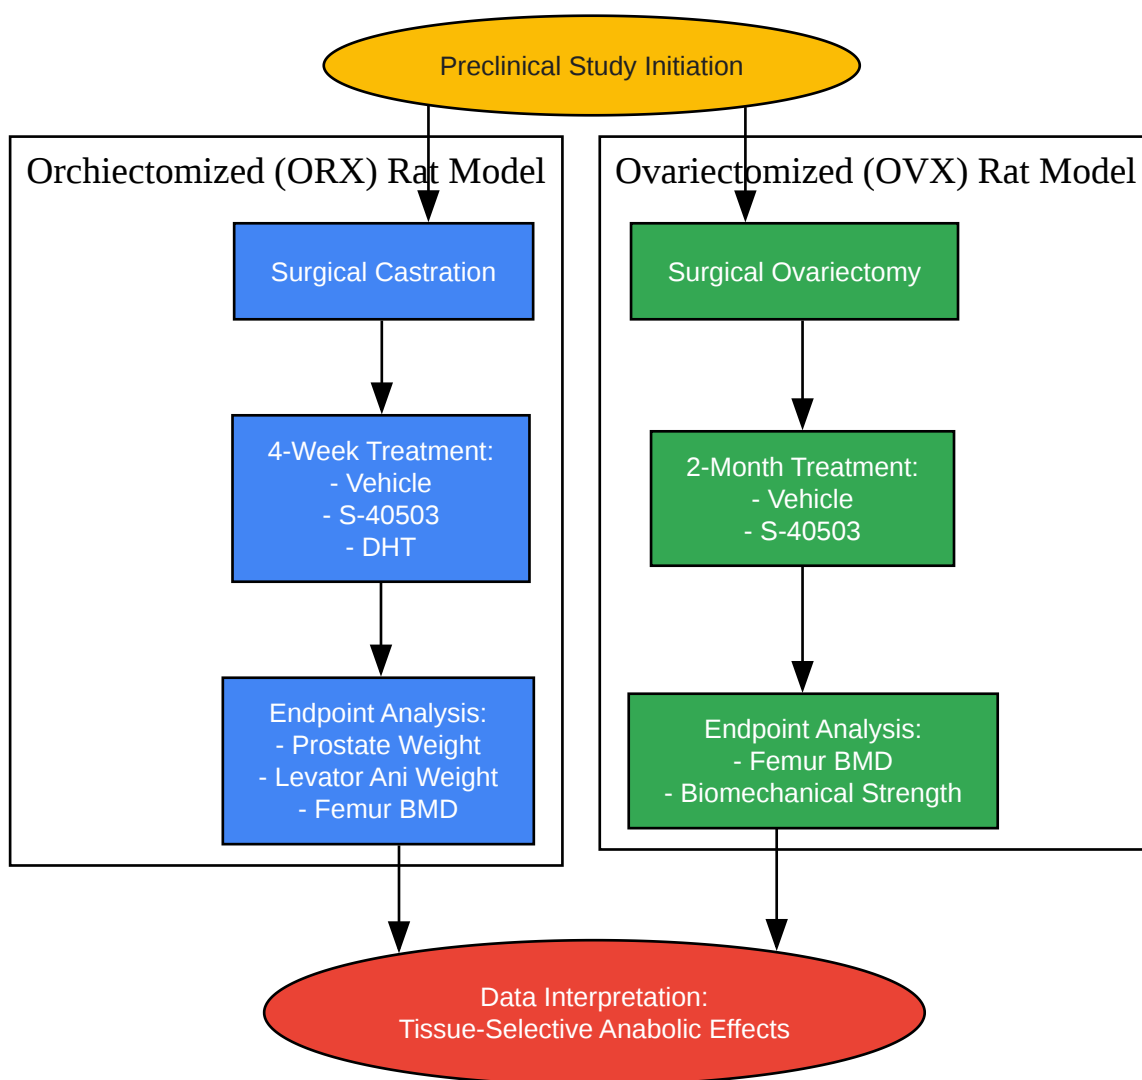 Preclinical Study Initiation
Orchiectomized (ORX) Rat Model
Surgical Castration
4-Week Treatment:
- Vehicle
- S-40503
- DHT
Endpoint Analysis:
- Prostate Weight
- Levator Ani Weight
- Femur BMD
Ovariectomized (OVX) Rat Model
Surgical Ovariectomy
2-Month Treatment:
- Vehicle
- S-40503
Endpoint Analysis:
- Femur BMD
- Biomechanical Strength
Data Interpretation:
Tissue-Selective Anabolic Effects